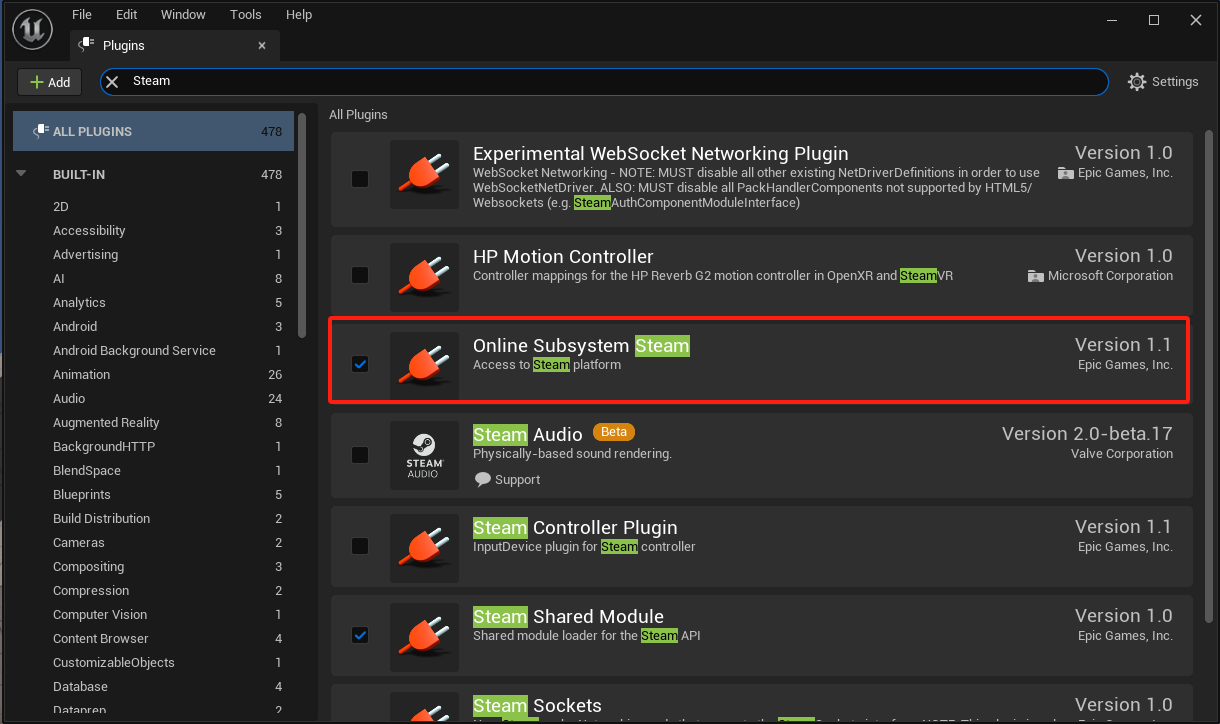 File Edit Window Tools Help
Plugins
Add
Steam
Settings
ALL PLUGINS 478
BUILT-IN 478
2D 1
Accessibility 3
Advertising 1
AI 8
Analytics 5
Android 3
Android Background Service 1
Animation 26
Audio 24
Augmented Reality 8
BackgroundHTTP 1
BlendSpace 1
Blueprints 5
Build Distribution 2
Cameras 2
Compositing 3
Compression 2
Computer Vision 1
Content Browser 4
CustomizableObjects 1
Database 4
Dataprep 2
All Plugins
Experimental WebSocket Networking Plugin Version 1.0
WebSocket Networking - NOTE: MUST disable all other existing NetDriverDefinitions in order to use Epic Games, Inc.
WebSocketNetDriver. ALSO: MUST disable all PackHandlerComponents not supported by HTML5/
Websockets (e.g. SteamAuthComponentModuleInterface)
HP Motion Controller Version 1.0
Controller mappings for the HP Reverb G2 motion controller in OpenXR and SteamVR Microsoft Corporation
Online Subsystem Steam Version 1.1
Access to Steam platform Epic Games, Inc.
STEAM
AUDIO
Steam Audio Beta Version 2.0-beta.17
Physically-based sound rendering. Valve Corporation
Support
Steam Controller Plugin Version 1.1
InputDevice plugin for Steam controller Epic Games, Inc.
Steam Shared Module Version 1.0
Shared module loader for the Steam API Epic Games, Inc.
Steam Sockets Version 1.0
Epic Games, Inc.